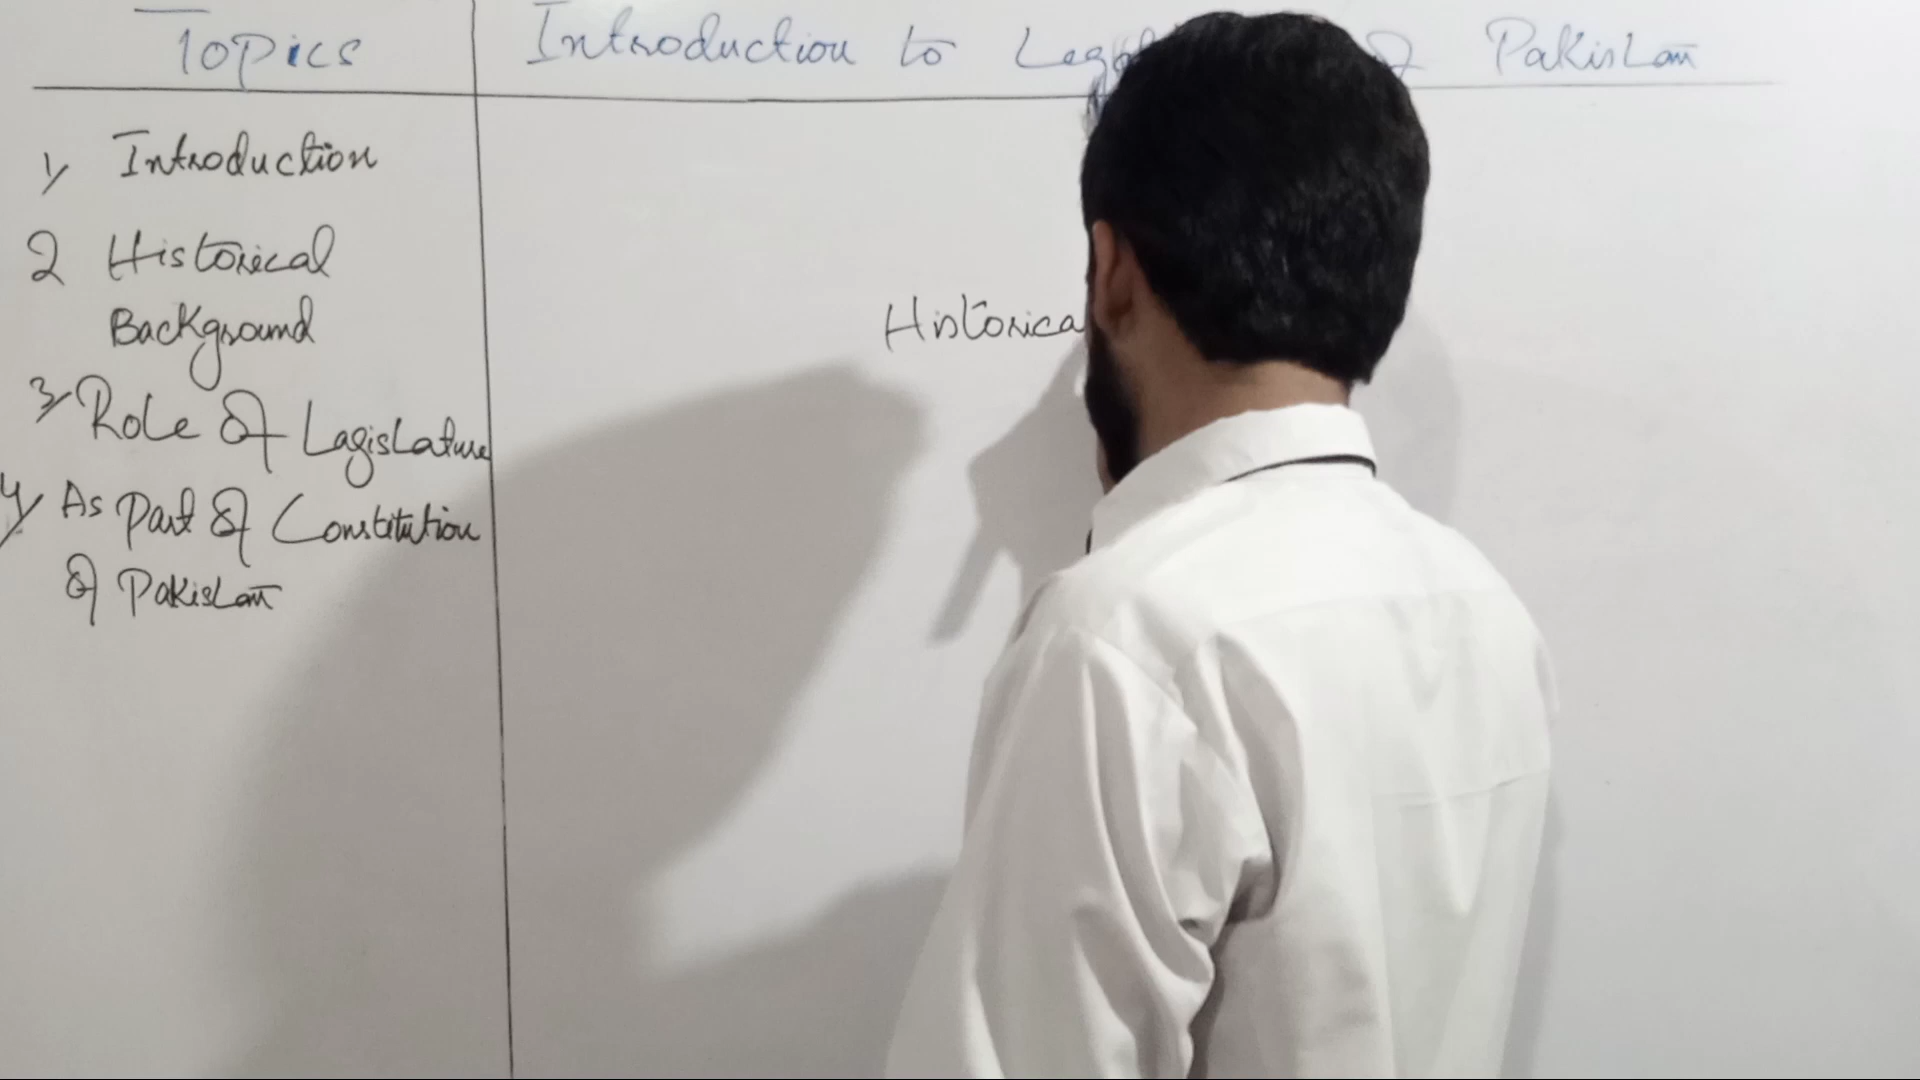 Topics
Introduction to of Pakistan
1, Introduction
2 Historical
Background
3, Role of Lagislature
4, As Part of Constitution
of Pakistan
Historica